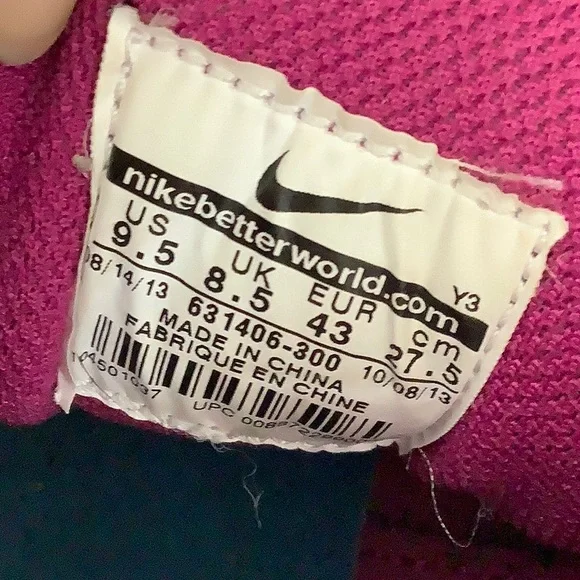 nikebetterworld.com
Y3
US UK EUR cm
9.5 8.5 43 27.5
08/14/13 631406-300 10/08/13
MADE IN CHINA
FABRIQUE EN CHINE
UPC